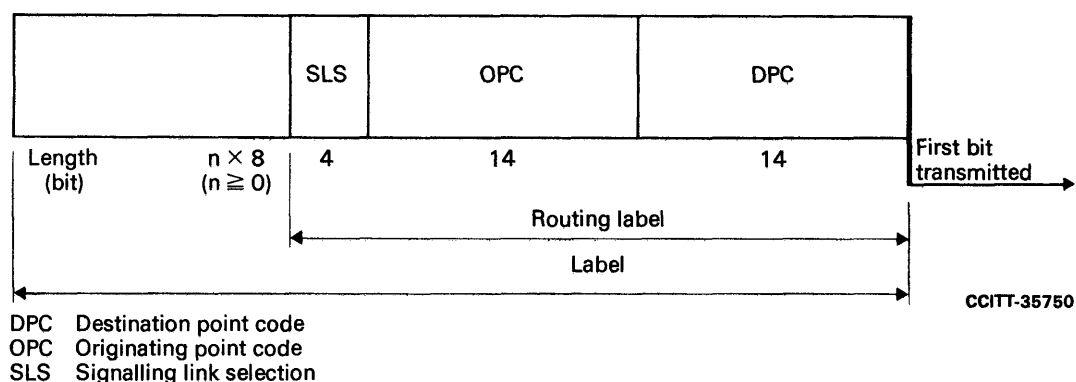 SLS OPC DPC
Length (bit) n × 8 (n ≧ 0) 4 14 14
First bit transmitted
Routing label
Label
CCITT-35750
DPC Destination point code
OPC Originating point code
SLS Signalling link selection